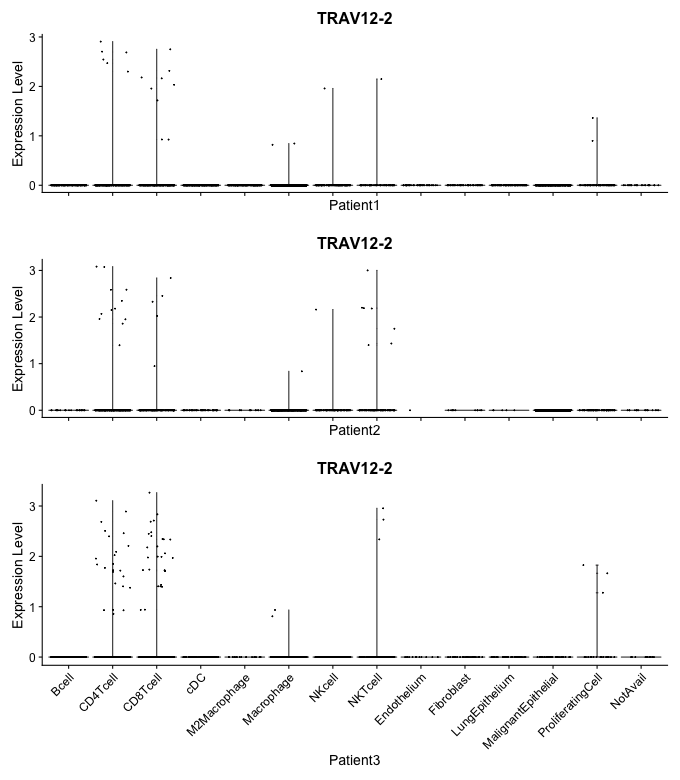 TRAV12-2
Expression Level
3
2
1
0
Patient1
TRAV12-2
Expression Level
3
2
1
0
Patient2
TRAV12-2
Expression Level
3
2
1
0
Bcell
CD4Tcell
CD8Tcell
cDC
M2Macrophage
Macrophage
NKcell
NKTcell
Endothelium
Fibroblast
LungEpithelium
MalignantEpithelial
ProliferatingCell
NotAvail
Patient3